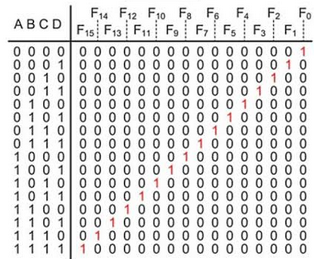 F14 F12 F10 F8 F6 F4 F2 F0
A B C D F15 F13 F11 F9 F7 F5 F3 F1
0 0 0 0 0 0 0 0 0 0 0 0 0 0 0 0 0 0 0 1
0 0 0 1 0 0 0 0 0 0 0 0 0 0 0 0 0 0 1 0
0 0 1 0 0 0 0 0 0 0 0 0 0 0 0 0 0 1 0 0
0 0 1 1 0 0 0 0 0 0 0 0 0 0 0 0 1 0 0 0
0 1 0 0 0 0 0 0 0 0 0 0 0 0 0 1 0 0 0 0
0 1 0 1 0 0 0 0 0 0 0 0 0 0 1 0 0 0 0 0
0 1 1 0 0 0 0 0 0 0 0 0 0 1 0 0 0 0 0 0
0 1 1 1 0 0 0 0 0 0 0 0 1 0 0 0 0 0 0 0
1 0 0 0 0 0 0 0 0 0 0 1 0 0 0 0 0 0 0 0
1 0 0 1 0 0 0 0 0 0 1 0 0 0 0 0 0 0 0 0
1 0 1 0 0 0 0 0 0 1 0 0 0 0 0 0 0 0 0 0
1 0 1 1 0 0 0 0 1 0 0 0 0 0 0 0 0 0 0 0
1 1 0 0 0 0 0 1 0 0 0 0 0 0 0 0 0 0 0 0
1 1 0 1 0 0 1 0 0 0 0 0 0 0 0 0 0 0 0 0
1 1 1 0 0 1 0 0 0 0 0 0 0 0 0 0 0 0 0 0
1 1 1 1 1 0 0 0 0 0 0 0 0 0 0 0 0 0 0 0